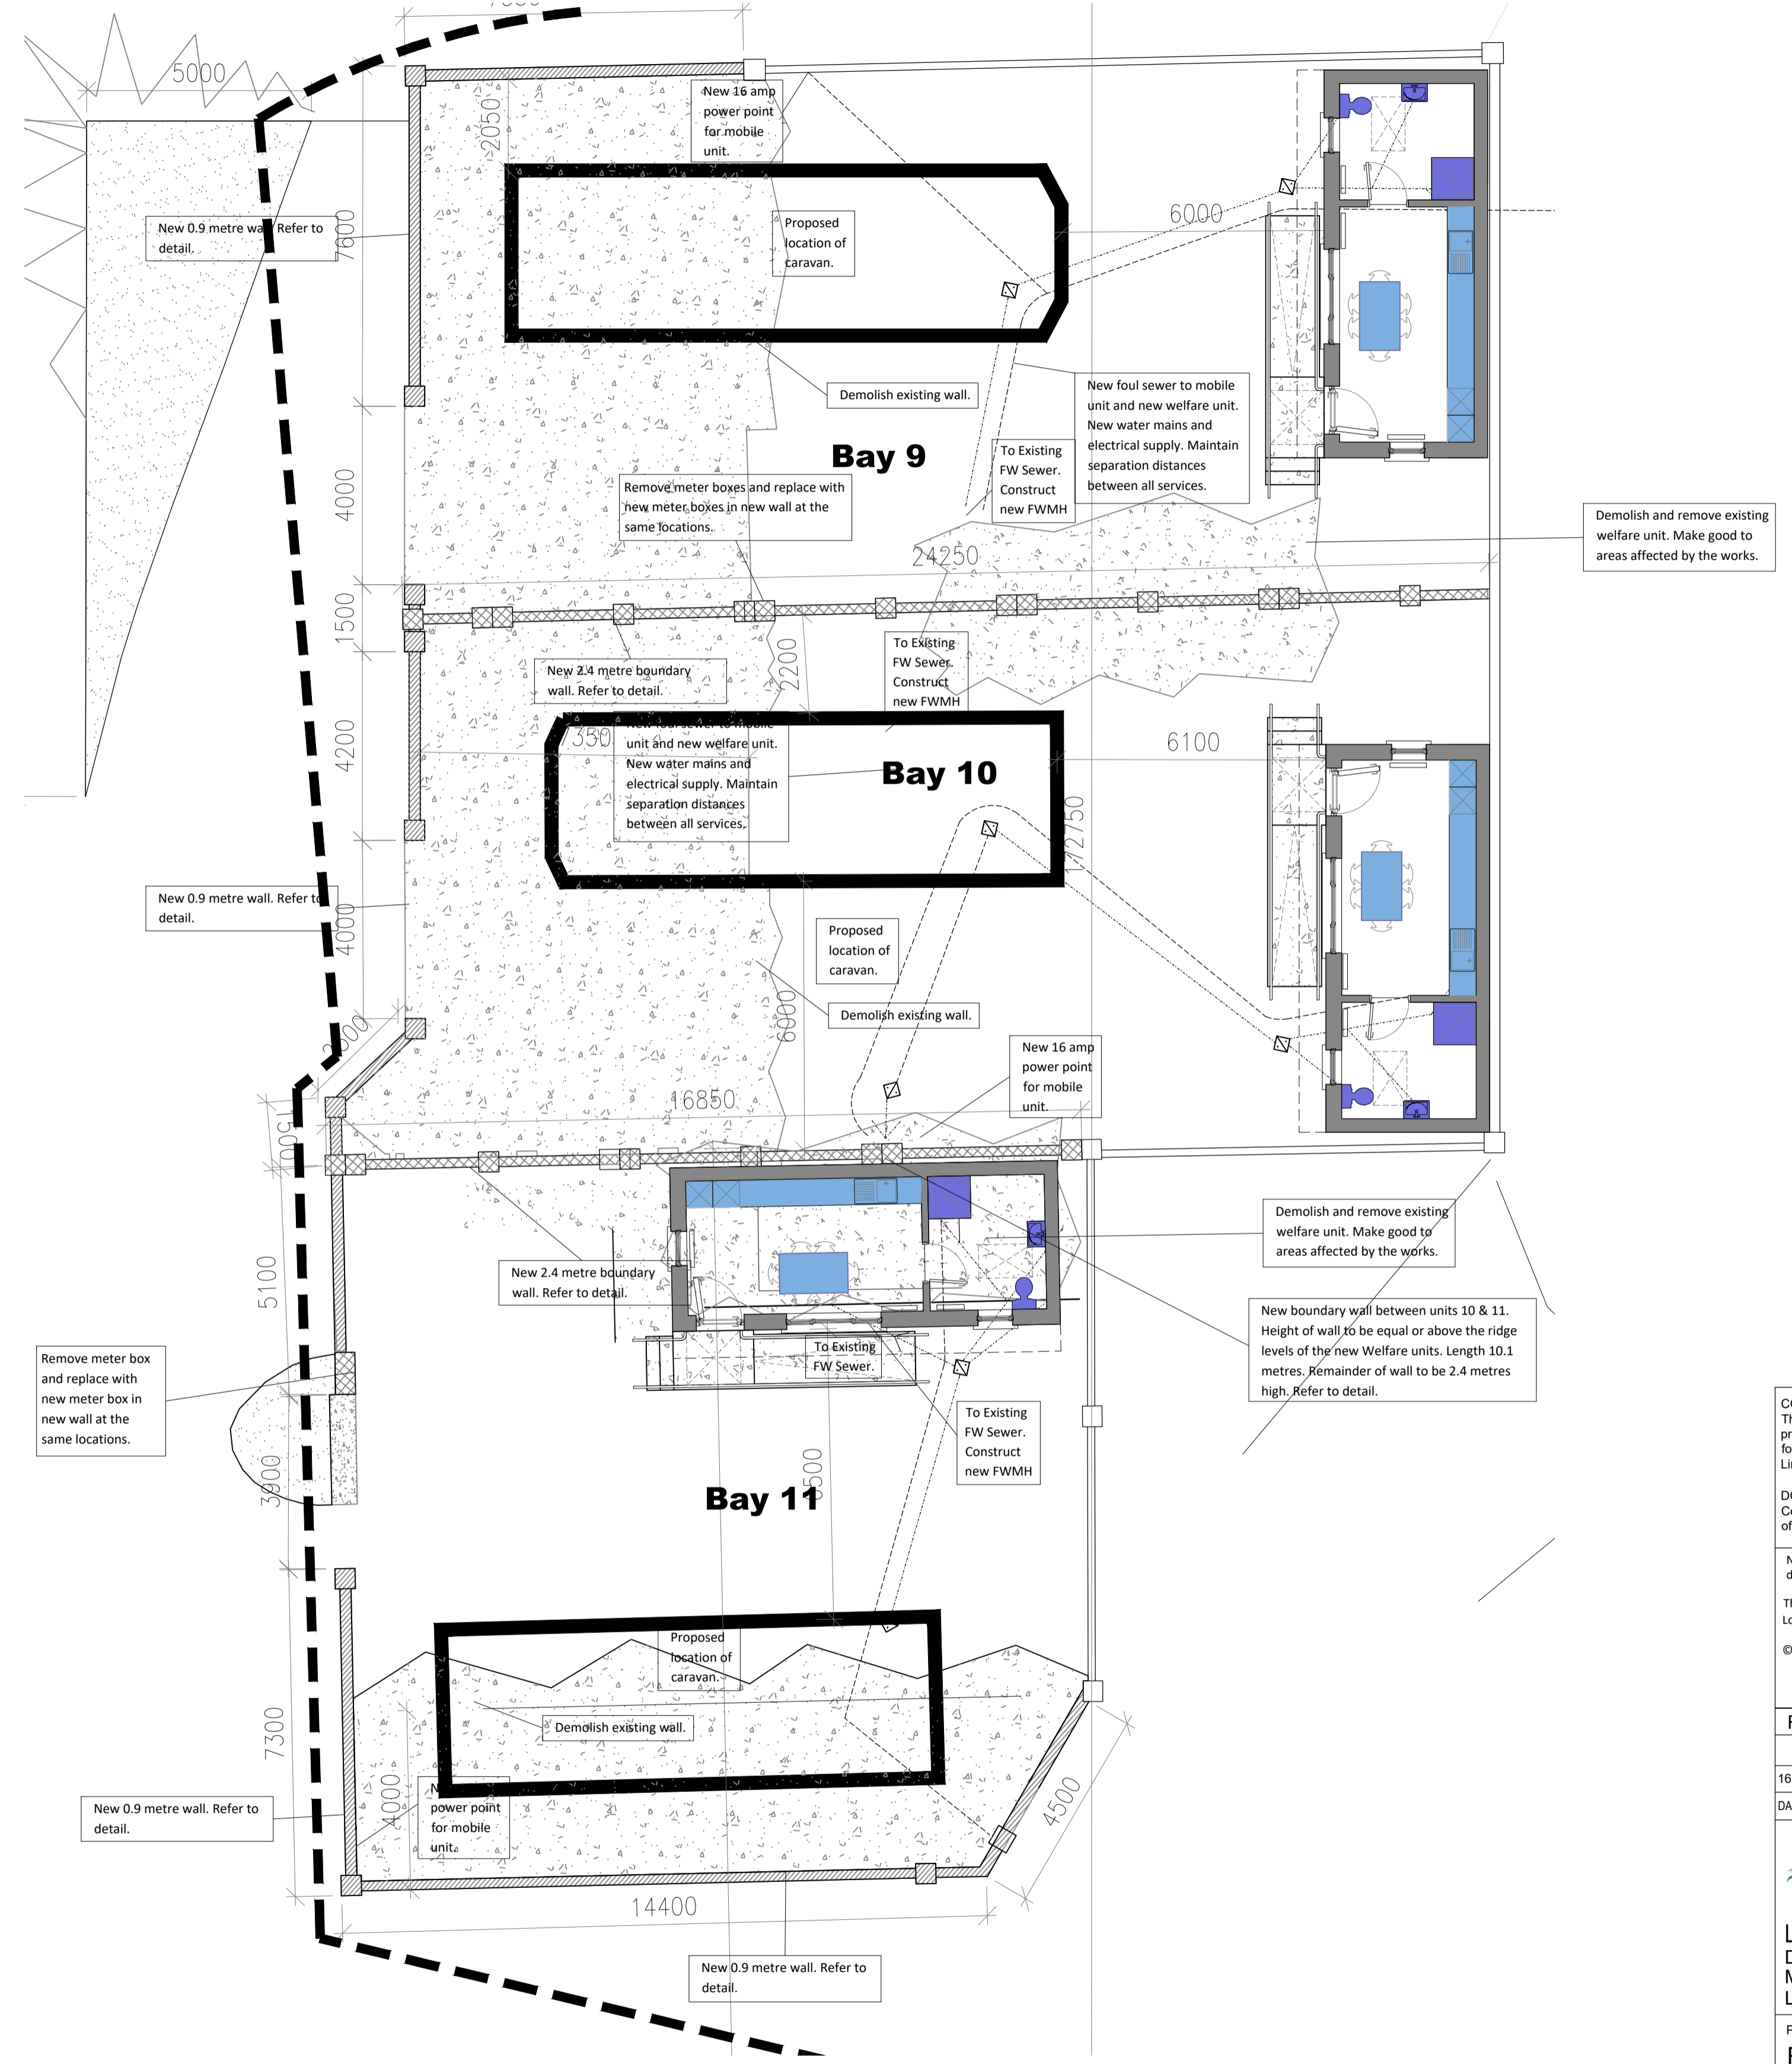 5000
New 16 amp
power point
for mobile
unit.
2050
7600
New 0.9 metre wall. Refer to
detail.
Proposed
location of
caravan.
6000
Demolish existing wall.
New foul sewer to mobile
unit and new welfare unit.
New water mains and
electrical supply. Maintain
separation distances
between all services.
Bay 9
To Existing
FW Sewer.
Construct
new FWMH
4000
Remove meter boxes and replace with
new meter boxes in new wall at the
same locations.
Demolish and remove existing
welfare unit. Make good to
areas affected by the works.
24250
1500
To Existing
FW Sewer.
Construct
new FWMH
2200
New 2.4 metre boundary
wall. Refer to detail.
4200
New foul sewer to mobile
unit and new welfare unit.
New water mains and
electrical supply. Maintain
separation distances
between all services.
Bay 10
6100
12750
New 0.9 metre wall. Refer to
detail.
4000
Proposed
location of
caravan.
Demolish existing wall.
6000
New 16 amp
power point
for mobile
unit.
16850
1500
Demolish and remove existing
welfare unit. Make good to
areas affected by the works.
5100
New 2.4 metre boundary
wall. Refer to detail.
New boundary wall between units 10 & 11.
Height of wall to be equal or above the ridge
levels of the new Welfare units. Length 10.1
metres. Remainder of wall to be 2.4 metres
high. Refer to detail.
To Existing
FW Sewer.
Remove meter box
and replace with
new meter box in
new wall at the
same locations.
To Existing
FW Sewer.
Construct
new FWMH
3900
Bay 11
Proposed
location of
caravan.
Demolish existing wall.
7300
4000
power point
for mobile
unit.
4500
New 0.9 metre wall. Refer to
detail.
14400
New 0.9 metre wall. Refer to
detail.
©
16
DA